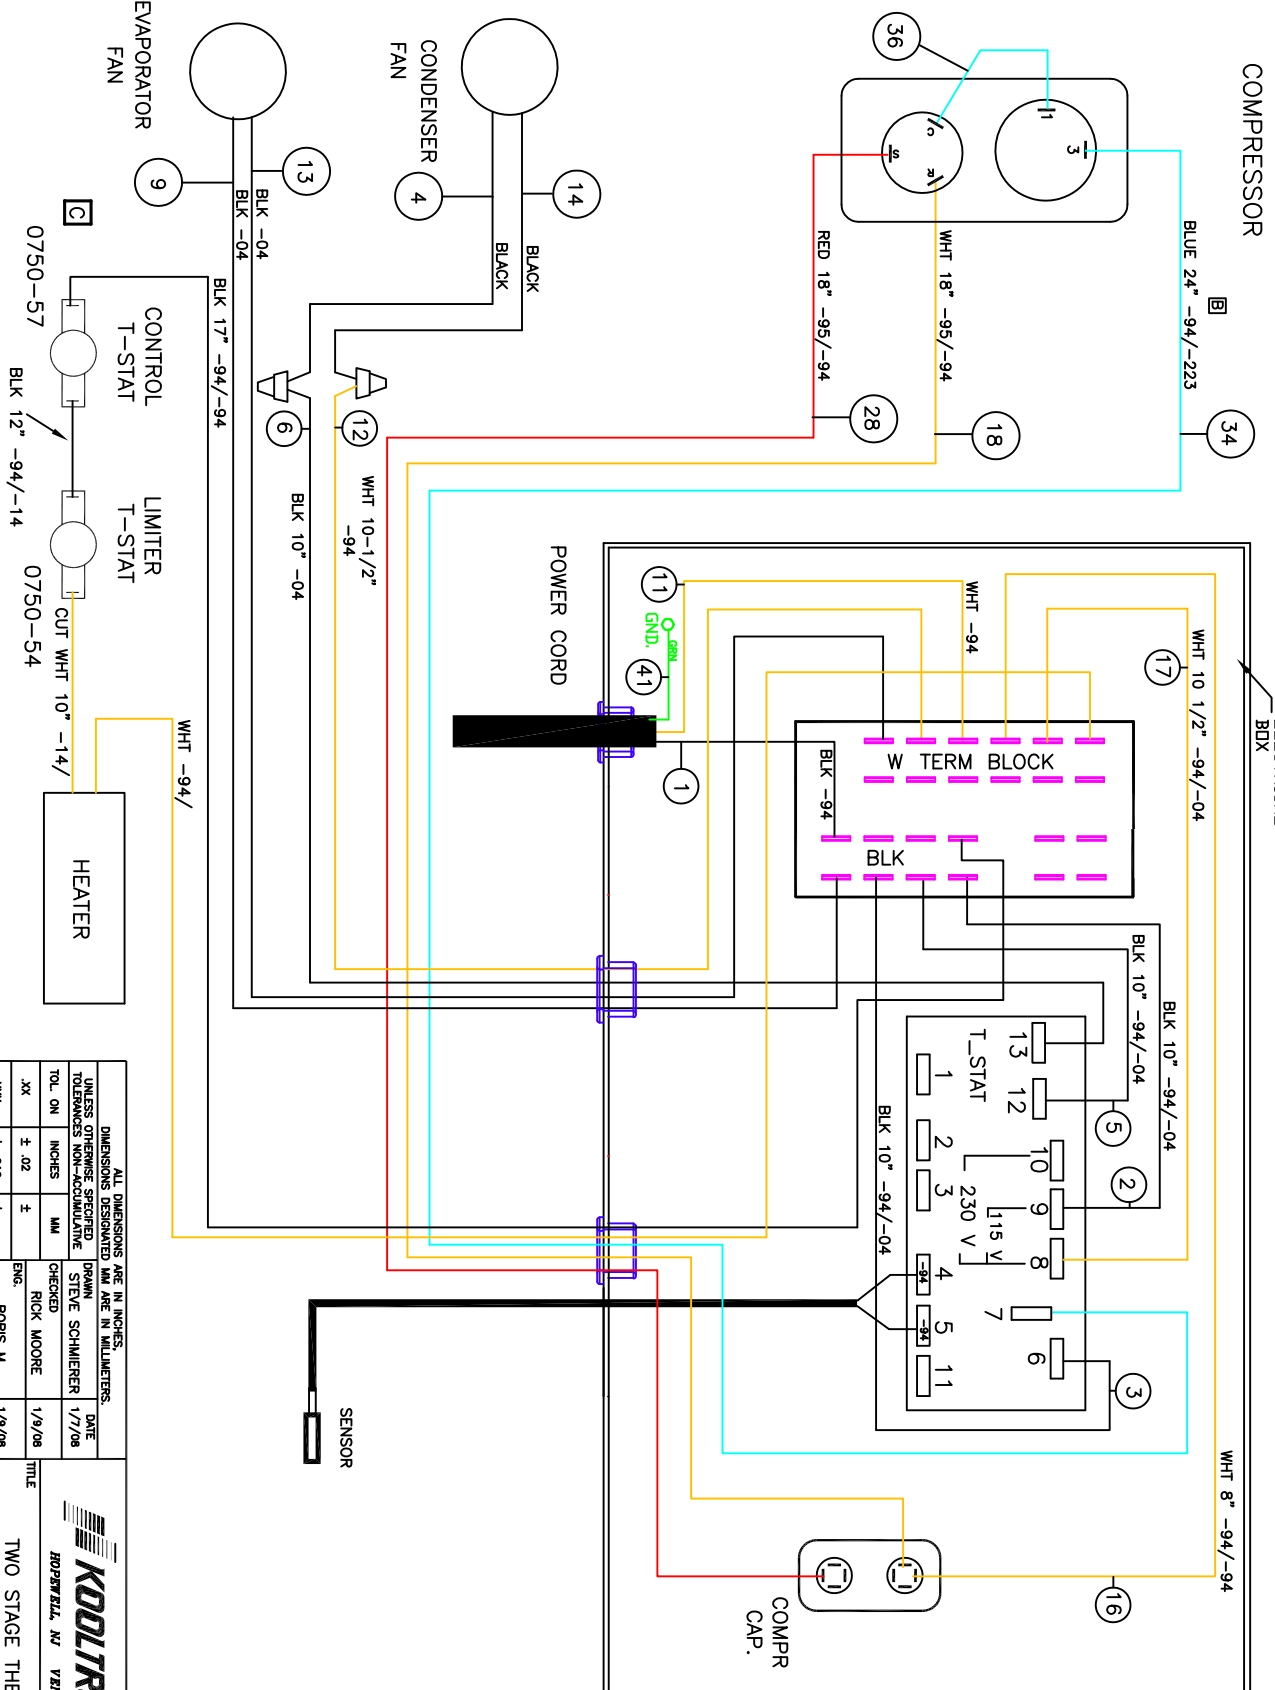 COMPRESSOR
36
1
3
C
S
R
B
BLUE 24" -94/-223
34
WHT 18" -95/-94
18
RED 18" -95/-94
28
CONDENSER
FAN
14
4
BLACK
BLACK
EVAPORATOR
FAN
13
9
BLK -04
BLK -04
C
0750-57
CONTROL
T-STAT
BLK 17" -94/-94
BLK 12" -94/-14
LIMITER
T-STAT
0750-54
6
12
WHT 10-1/2"
-94
BLK 10" -04
CUT WHT 10" -14/
WHT -94/
HEATER
POWER CORD
11
GND.
GRN
41
1
WHT -94
BLK -94
17
WHT 10 1/2" -94/-04
BOX
W TERM BLOCK
BLK
BLK 10" -94/-04
BLK 10" -94/-04
BLK 10" -94/-04
5
2
3
T_STAT
13
12
10
9
8
7
6
1
2
3
4
5
11
230 V
115 V
-94
-94
SENSOR
WHT 8" -94/-94
16
COMPR
CAP.
ALL DIMENSIONS ARE IN INCHES,
DIMENSIONS DESIGNATED MM ARE IN MILLIMETERS.
UNLESS OTHERWISE SPECIFIED
TOLERANCES NON-ACCUMULATIVE
TOL. ON INCHES MM
.XX ± .02 ±
DRAWN
STEVE SCHMIERER
DATE
1/7/08
CHECKED
RICK MOORE
1/9/08
ENG.
BORIS M
1/9/08
TITLE
HOPEWELL, NJ
TWO STAGE